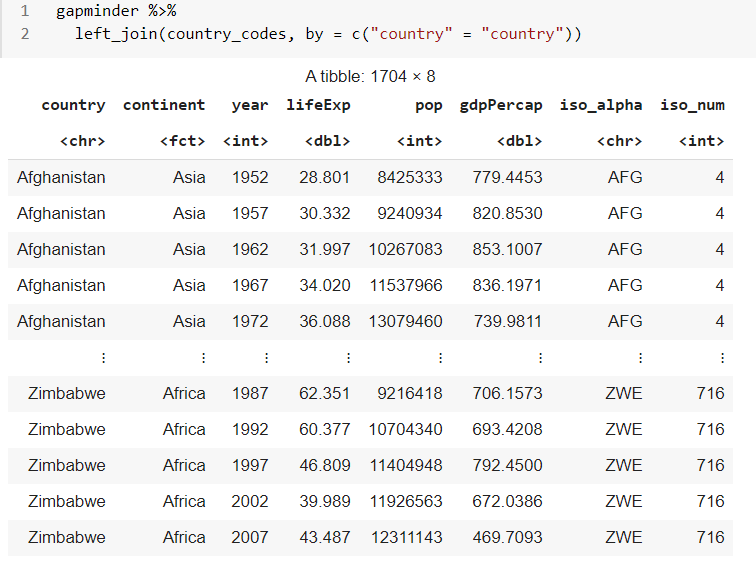 1 gapminder %>%
2 left_join(country_codes, by = c("country" = "country"))
A tibble: 1704 × 8
country continent year lifeExp pop gdpPercap iso_alpha iso_num
<chr> <fct> <int> <dbl> <int> <dbl> <chr> <int>
Afghanistan Asia 1952 28.801 8425333 779.4453 AFG 4
Afghanistan Asia 1957 30.332 9240934 820.8530 AFG 4
Afghanistan Asia 1962 31.997 10267083 853.1007 AFG 4
Afghanistan Asia 1967 34.020 11537966 836.1971 AFG 4
Afghanistan Asia 1972 36.088 13079460 739.9811 AFG 4
⋮ ⋮ ⋮ ⋮ ⋮ ⋮ ⋮ ⋮
Zimbabwe Africa 1987 62.351 9216418 706.1573 ZWE 716
Zimbabwe Africa 1992 60.377 10704340 693.4208 ZWE 716
Zimbabwe Africa 1997 46.809 11404948 792.4500 ZWE 716
Zimbabwe Africa 2002 39.989 11926563 672.0386 ZWE 716
Zimbabwe Africa 2007 43.487 12311143 469.7093 ZWE 716